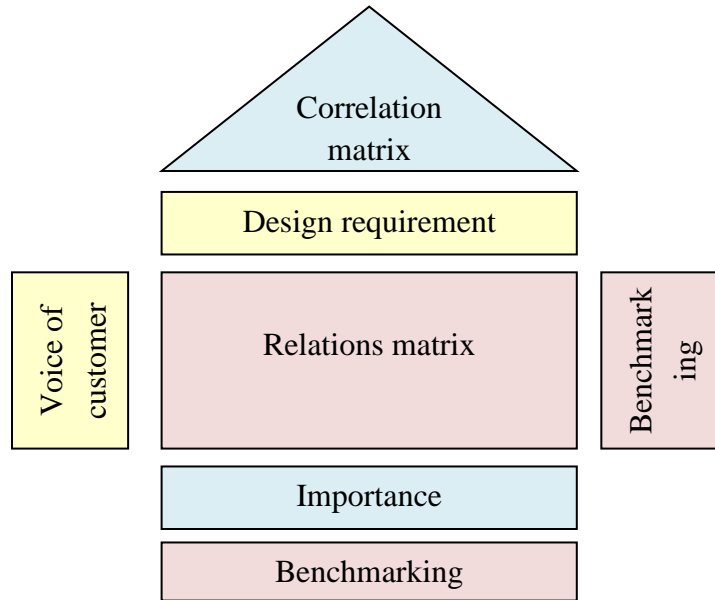 Correlation
matrix
Design requirement
Voice of
customer
Relations matrix
Benchmark
ing
Importance
Benchmarking